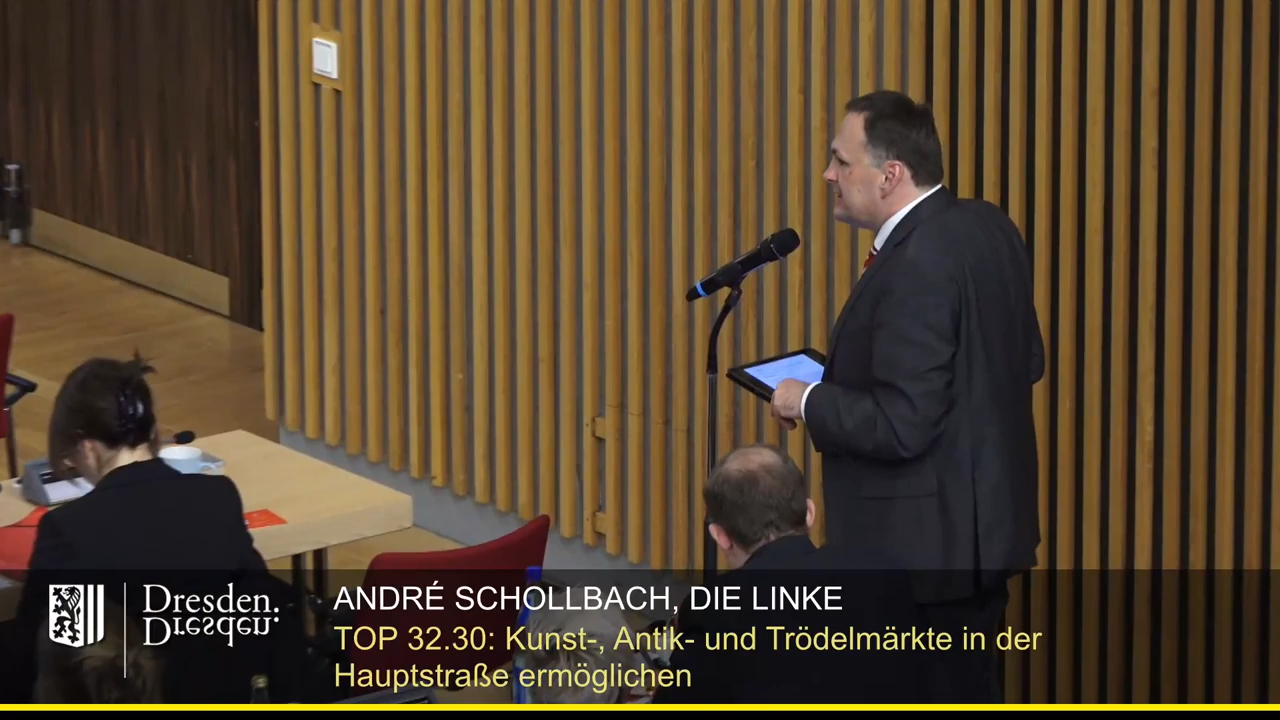 Dresden.
Dresden.
ANDRÉ SCHOLLBACH, DIE LINKE
TOP 32.30: Kunst-, Antik- und Trödelmärkte in der
Hauptstraße ermöglichen